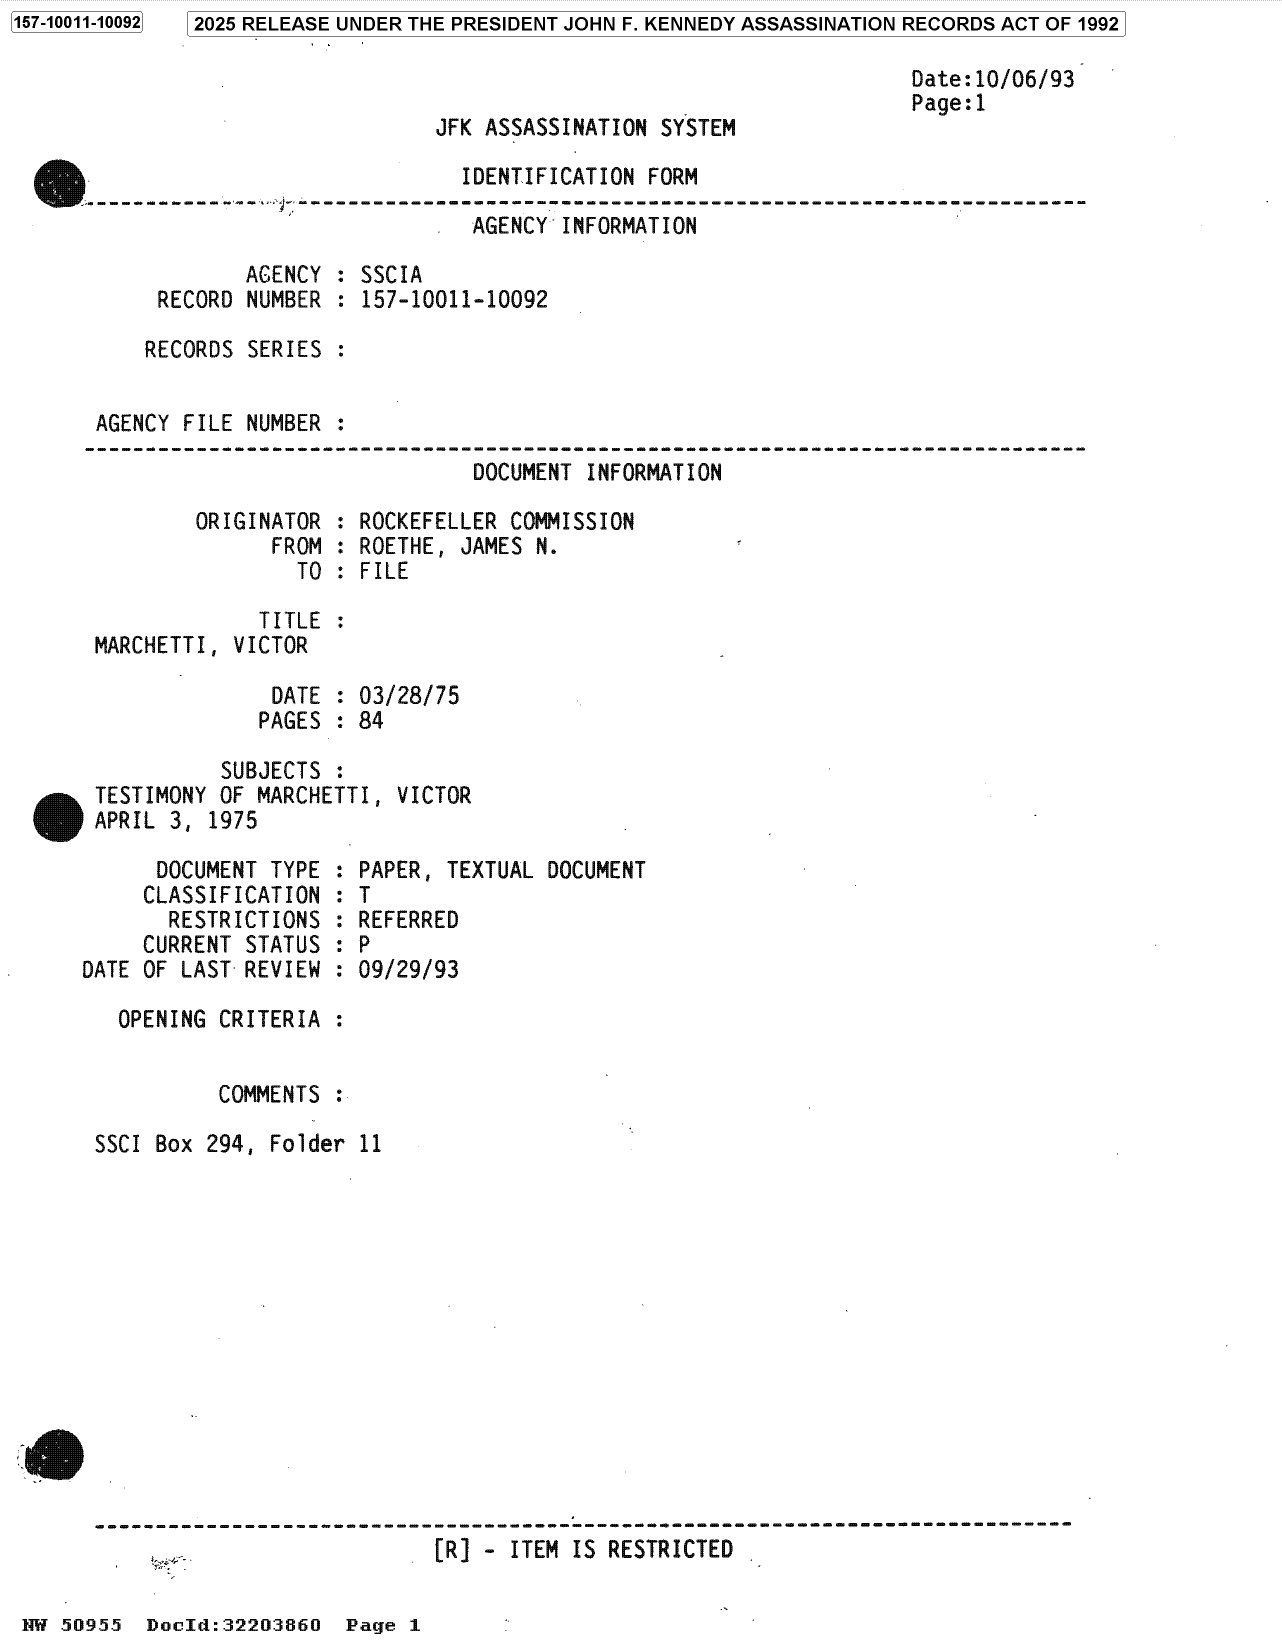 157-10011-10092
2025 RELEASE UNDER THE PRESIDENT JOHN F. KENNEDY ASSASSINATION RECORDS ACT OF 1992
Date:10/06/93
Page:1
JFK ASSASSINATION SYSTEM
IDENTIFICATION FORM
AGENCY INFORMATION
AGENCY : SSCIA
RECORD NUMBER : 157-10011-10092
RECORDS SERIES :
AGENCY FILE NUMBER :
DOCUMENT INFORMATION
ORIGINATOR : ROCKEFELLER COMMISSION
FROM : ROETHE, JAMES N.
TO : FILE
TITLE :
MARCHETTI, VICTOR
DATE : 03/28/75
PAGES : 84
SUBJECTS :
TESTIMONY OF MARCHETTI, VICTOR
APRIL 3, 1975
DOCUMENT TYPE : PAPER, TEXTUAL DOCUMENT
CLASSIFICATION : T
RESTRICTIONS : REFERRED
CURRENT STATUS : P
DATE OF LAST REVIEW : 09/29/93
OPENING CRITERIA :
COMMENTS :
SSCI Box 294, Folder 11
[R] - ITEM IS RESTRICTED
NW 50955 DocId:32203860 Page 1